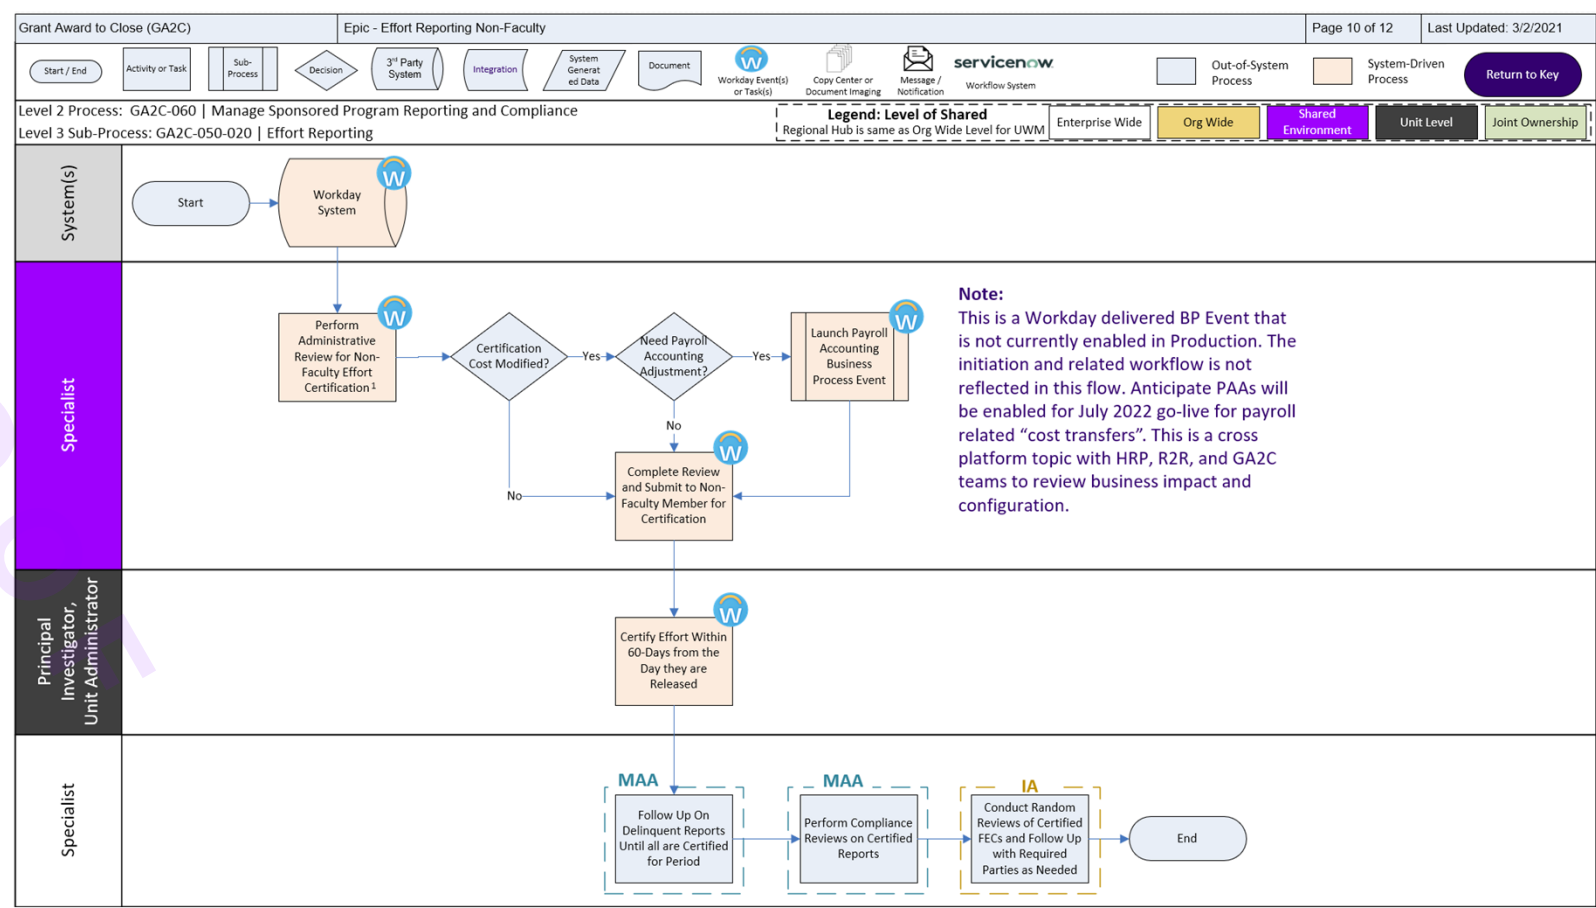 Grant Award to Close (GA2C)
Epic - Effort Reporting Non-Faculty
Page 10 of 12
Last Updated: 3/2/2021
Start / End
Activity or Task
Sub-
Process
Decision
3rd Party
System
Integration
System
Generat
ed Data
Document
W
Workday Event(s)
or Task(s)
Copy Center or
Document Imaging
Message /
Notification
servicenow
Workflow System
Out-of-System
Process
System-Driven
Process
Return to Key
Level 2 Process: GA2C-060 | Manage Sponsored Program Reporting and Compliance
Level 3 Sub-Process: GA2C-050-020 | Effort Reporting
Legend: Level of Shared
Regional Hub is same as Org Wide Level for UWM
Enterprise Wide
Org Wide
Shared
Environment
Unit Level
Joint Ownership
System(s)
Start
Workday
System
W
Specialist
Perform
Administrative
Review for Non-
Faculty Effort
Certification 1
W
Certification
Cost Modified?
Yes
Need Payroll
Accounting
Adjustment?
Yes
Launch Payroll
Accounting
Business
Process Event
W
No
No
Complete Review
and Submit to Non-
Faculty Member for
Certification
W
Note:
This is a Workday delivered BP Event that
is not currently enabled in Production. The
initiation and related workflow is not
reflected in this flow. Anticipate PAAs will
be enabled for July 2022 go-live for payroll
related “cost transfers”. This is a cross
platform topic with HRP, R2R, and GA2C
teams to review business impact and
configuration.
Principal
Investigator,
Unit Administrator
Certify Effort Within
60-Days from the
Day they are
Released
W
Specialist
MAA
Follow Up On
Delinquent Reports
Until all are Certified
for Period
MAA
Perform Compliance
Reviews on Certified
Reports
IA
Conduct Random
Reviews of Certified
FECs and Follow Up
with Required
Parties as Needed
End